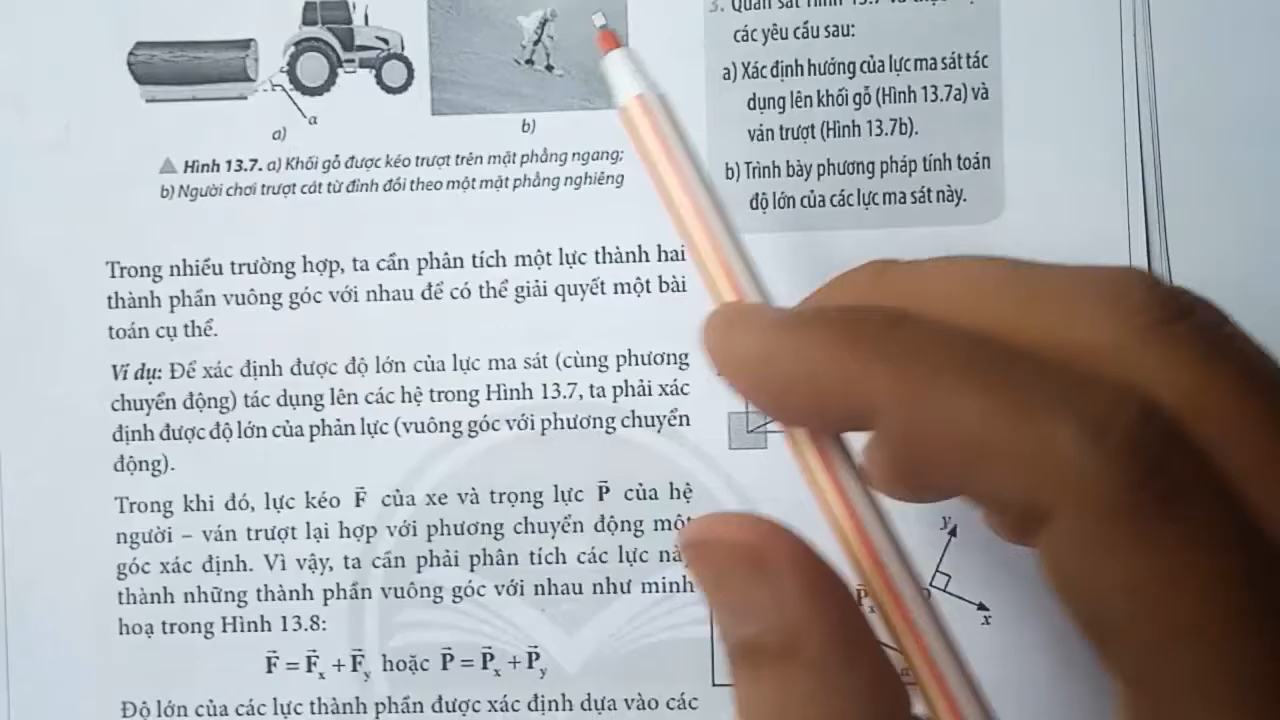 α
a)
b)
Hình 13.7. a) Khối gỗ được kéo trượt trên mặt phẳng ngang;
b) Người chơi trượt cát từ đỉnh đồi theo một mặt phẳng nghiêng
3. Quan sát Hình 13.7 và
các yêu cầu sau:
a) Xác định hướng của lực ma sát tác
dụng lên khối gỗ (Hình 13.7a) và
ván trượt (Hình 13.7b).
b) Trình bày phương pháp tính toán
độ lớn của các lực ma sát này.
Trong nhiều trường hợp, ta cần phân tích một lực thành hai
thành phần vuông góc với nhau để có thể giải quyết một bài
toán cụ thể.
Ví dụ: Để xác định được độ lớn của lực ma sát (cùng phương
chuyển động) tác dụng lên các hệ trong Hình 13.7, ta phải xác
định được độ lớn của phản lực (vuông góc với phương chuyển
động).
Trong khi đó, lực kéo F⃗ của xe và trọng lực P⃗ của hệ
người – ván trượt lại hợp với phương chuyển động một
góc xác định. Vì vậy, ta cần phải phân tích các lực này
thành những thành phần vuông góc với nhau như minh
hoạ trong Hình 13.8:
F⃗ = F⃗x + F⃗y hoặc P⃗ = P⃗x + P⃗y
Độ lớn của các lực thành phần được xác định dựa vào các
y
P⃗x
x
α